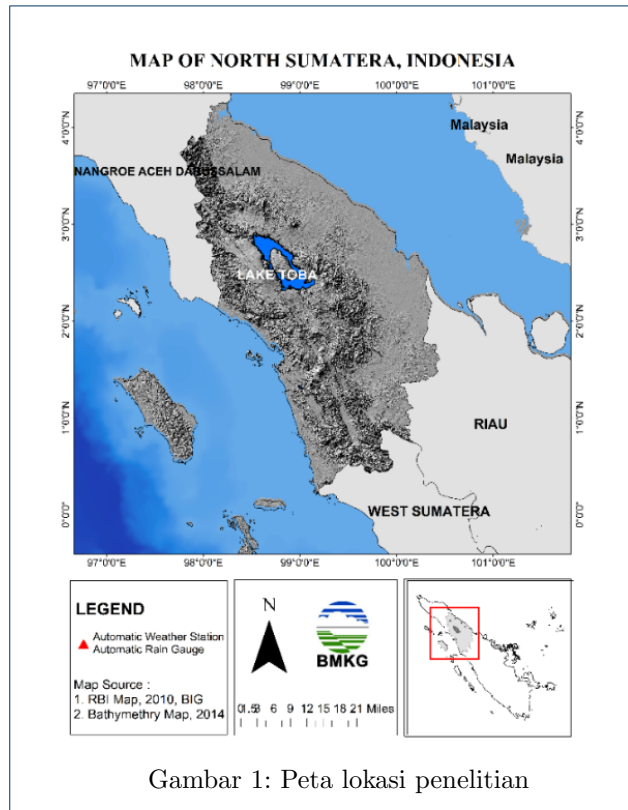 MAP OF NORTH SUMATERA, INDONESIA
97°0'0"E 98°0'0"E 99°0'0"E 100°0'0"E 101°0'0"E
4°0'0"N
4°0'0"N
Malaysia
Malaysia
NANGROE ACEH DARUSSALAM
3°0'0"N
3°0'0"N
LAKE TOBA
2°0'0"N
2°0'0"N
1°0'0"N
1°0'0"N
RIAU
WEST SUMATERA
0°0'0"
0°0'0"
97°0'0"E 98°0'0"E 99°0'0"E 100°0'0"E 101°0'0"E
LEGEND
Automatic Weather Station
Automatic Rain Gauge
Map Source :
1. RBI Map, 2010, BIG
2. Bathymethry Map, 2014
N
BMKG
0 1.5 3 6 9 12 15 18 21 Miles
Gambar 1: Peta lokasi penelitian